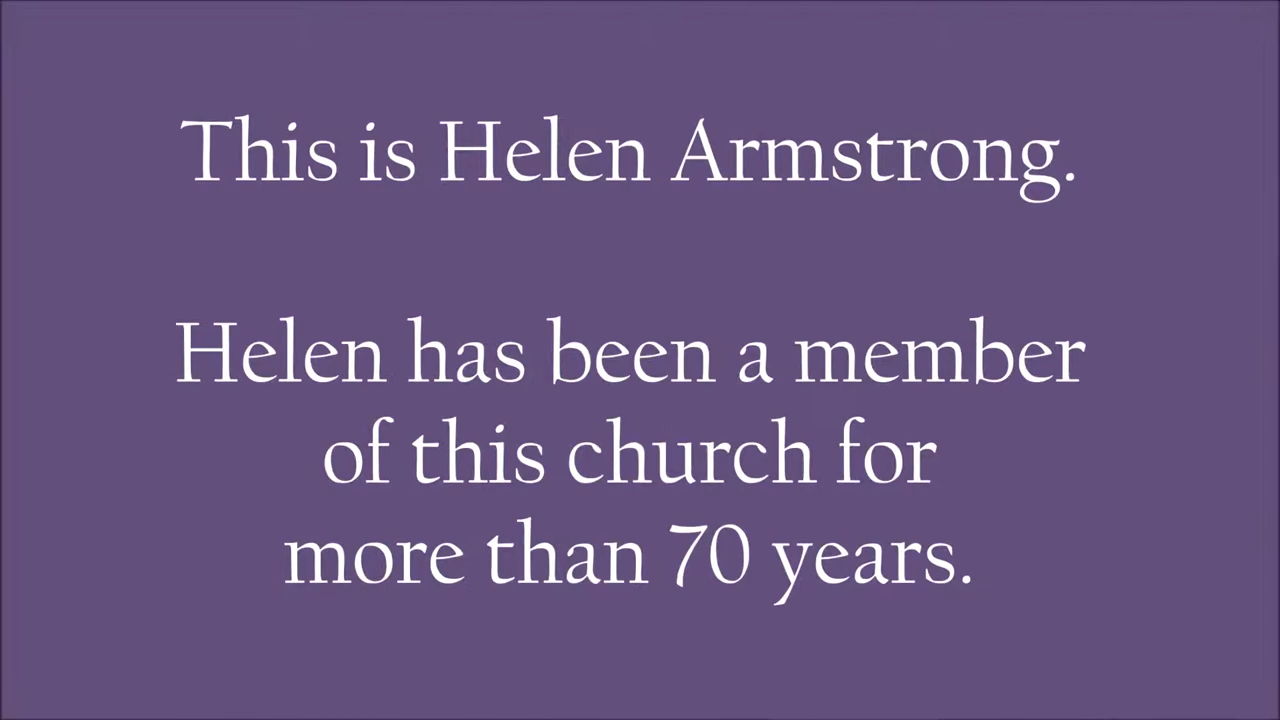 This is Helen Armstrong.
Helen has been a member
of this church for
more than 70 years.